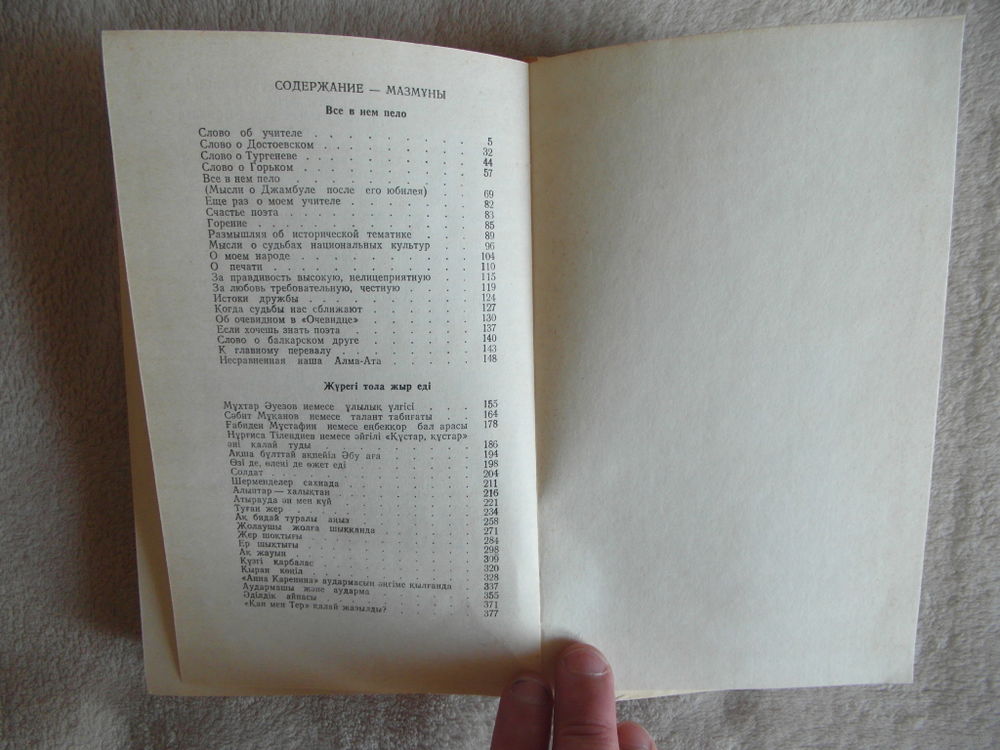 СОДЕРЖАНИЕ — МАЗМҰНЫ
Все в нем пело
Слово об учителе . . . . . . . . 5
Слово о Достоевском . . . . . . . 32
Слово о Тургеневе . . . . . . . . 44
Слово о Горьком . . . . . . . . 57
Все в нем пело . . . . . . . .
(Мысли о Джамбуле после его юбилея) . . . 69
Еще раз о моем учителе . . . . . . 82
Счастье поэта . . . . . . . . 83
Горение . . . . . . . . . . 85
Размышляя об исторической тематике . . . 89
Мысли о судьбах национальных культур . . 96
О моем народе . . . . . . . . 104
О печати . . . . . . . . . 110
За правдивость высокую, нелицеприятную . . 115
За любовь требовательную, честную . . . 119
Истоки дружбы . . . . . . . . 124
Когда судьбы нас сближают . . . . . 127
Об очевидном в «Очевидце» . . . . . 130
Если хочешь знать поэта . . . . . . 137
Слово о балкарском друге . . . . . 140
К главному перевалу . . . . . . 143
Несравненная наша Алма-Ата . . . . 148
Жүрегі тола жыр еді
Мұхтар Әуезов немесе ұлылық үлгісі . . . 155
Сәбит Мұқанов немесе талант табиғаты . . 164
Ғабиден Мұстафин немесе еңбекқор бал арасы 178
Нұрғиса Тілендиев немесе әйгілі «Құстар, құстар»
әні қалай туды . . . . . . . 186
Ақша бұлттай ақпейіл Әбу аға . . . . 194
Өзі де, өлеңі де өжет еді . . . . . 198
Солдат . . . . . . . . . 204
Шерменделер сахнада . . . . . . 211
Алыптар — халықтан . . . . . . 216
Атырауда ән мен күй . . . . . . 221
Туған жер . . . . . . . . 234
Ақ бидай туралы аңыз . . . . . 258
Жолаушы жолға шыққанда . . . . 271
Жер шоқтығы . . . . . . . 284
Ер шоқтығы . . . . . . . 298
Ақ жауын . . . . . . . . 309
Күзгі қарбалас . . . . . . . 320
Қыран көңіл . . . . . . . 328
«Анна Каренина» аудармасын әңгіме қылғанда . 337
Аудармашы және аударма . . . . . 355
Әділдік айнасы . . . . . . . 371
«Қан мен Тер» қалай жазылды? . . . . 377